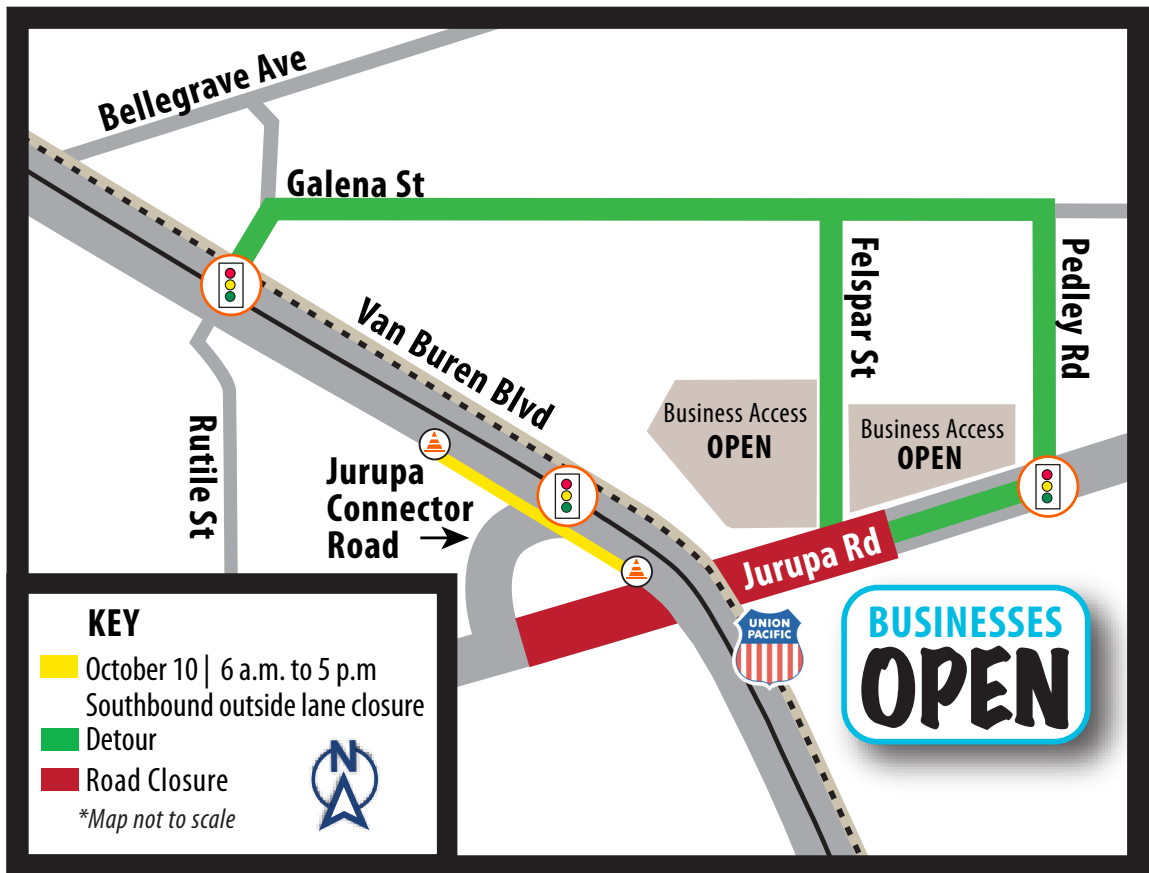 Bellegrave Ave
Galena St
Van Buren Blvd
Felspar St
Pedley Rd
Rutile St
Business Access
OPEN
Business Access
OPEN
Jurupa
Connector
Road
Jurupa Rd
UNION
PACIFIC
BUSINESSES
OPEN
KEY
October 10 | 6 a.m. to 5 p.m
Southbound outside lane closure
Detour
Road Closure
*Map not to scale
N